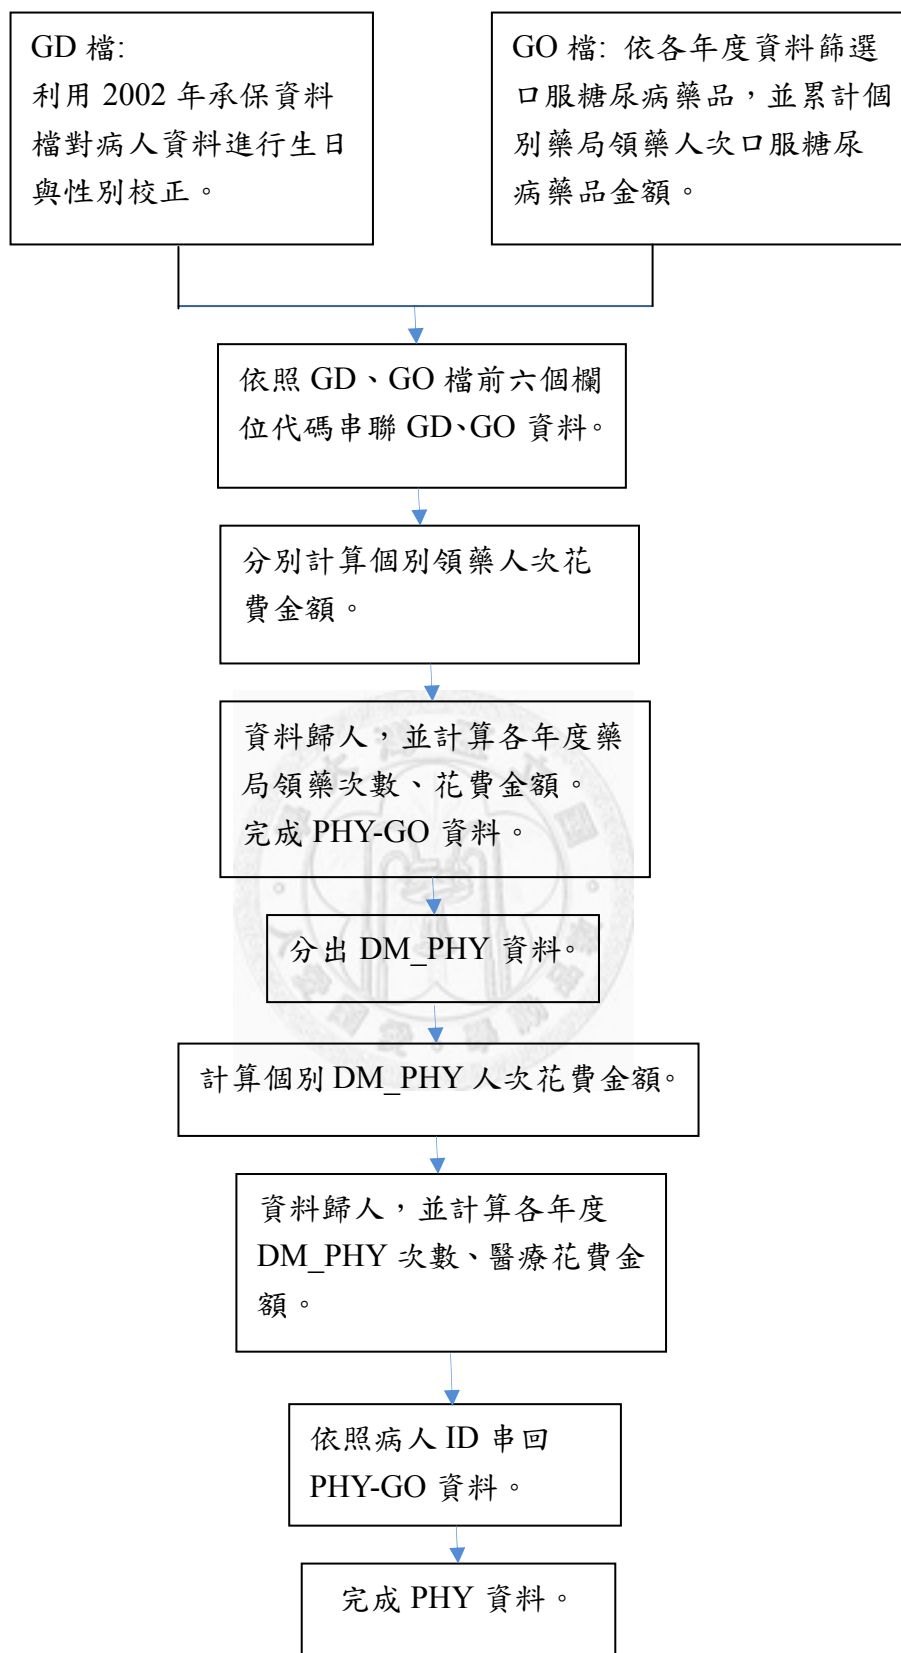 GD 檔:
利用 2002 年承保資料
檔對病人資料進行生日
與性別校正。
GO 檔: 依各年度資料篩選
口服糖尿病藥品，並累計個
別藥局領藥人次口服糖尿
病藥品金額。
依照 GD、GO 檔前六個欄
位代碼串聯 GD、GO 資料。
分別計算個別領藥人次花
費金額。
資料歸人，並計算各年度藥
局領藥次數、花費金額。
完成 PHY-GO 資料。
分出 DM_PHY 資料。
計算個別 DM_PHY 人次花費金額。
資料歸人，並計算各年度
DM_PHY 次數、醫療花費金
額。
依照病人 ID 串回
PHY-GO 資料。
完成 PHY 資料。